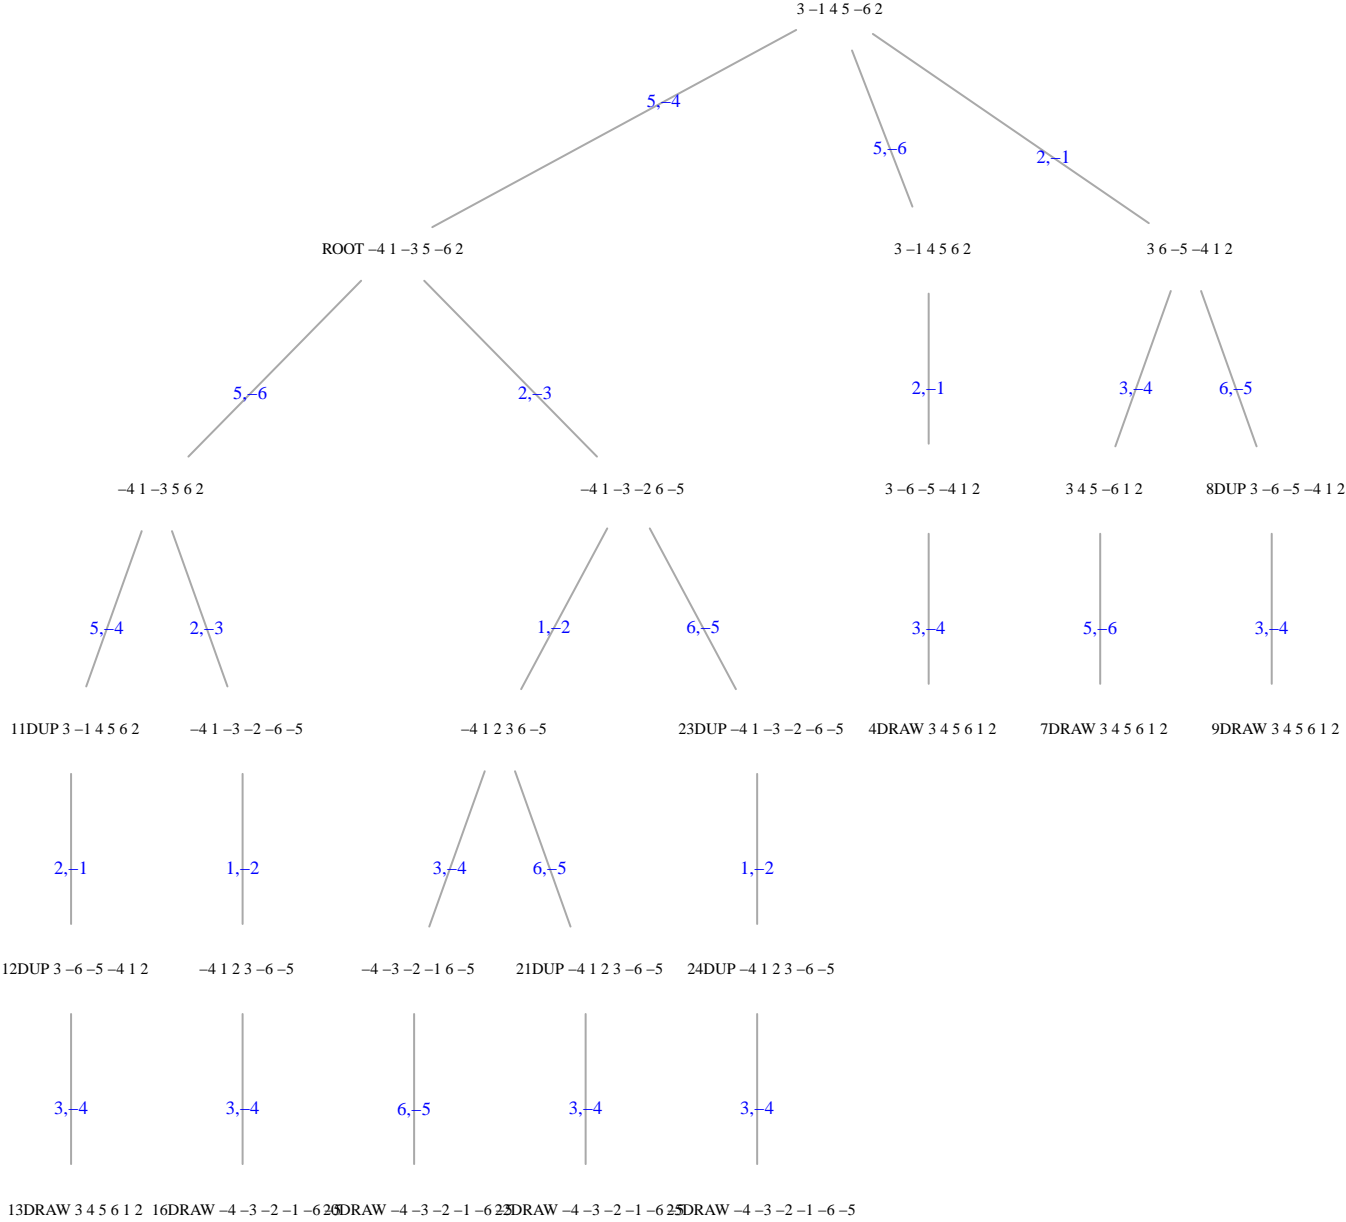 3 −1 4 5 −6 2
5,−4
5,−6
2,−1
ROOT −4 1 −3 5 −6 2
3 −1 4 5 6 2
3 6 −5 −4 1 2
5,−6
2,−3
2,−1
3,−4
6,−5
−4 1 −3 5 6 2
−4 1 −3 −2 6 −5
3 −6 −5 −4 1 2
3 4 5 −6 1 2
8DUP 3 −6 −5 −4 1 2
5,−4
2,−3
1,−2
6,−5
3,−4
5,−6
3,−4
11DUP 3 −1 4 5 6 2
−4 1 −3 −2 −6 −5
−4 1 2 3 6 −5
23DUP −4 1 −3 −2 −6 −5
4DRAW 3 4 5 6 1 2
7DRAW 3 4 5 6 1 2
9DRAW 3 4 5 6 1 2
2,−1
1,−2
3,−4
6,−5
1,−2
12DUP 3 −6 −5 −4 1 2
−4 1 2 3 −6 −5
−4 −3 −2 −1 6 −5
21DUP −4 1 2 3 −6 −5
24DUP −4 1 2 3 −6 −5
3,−4
3,−4
6,−5
3,−4
3,−4
13DRAW 3 4 5 6 1 2
16DRAW −4 −3 −2 −1 −6
DRAW −4 −3 −2 −1 −6
DRAW −4 −3 −2 −1 −6
DRAW −4 −3 −2 −1 −6 −5